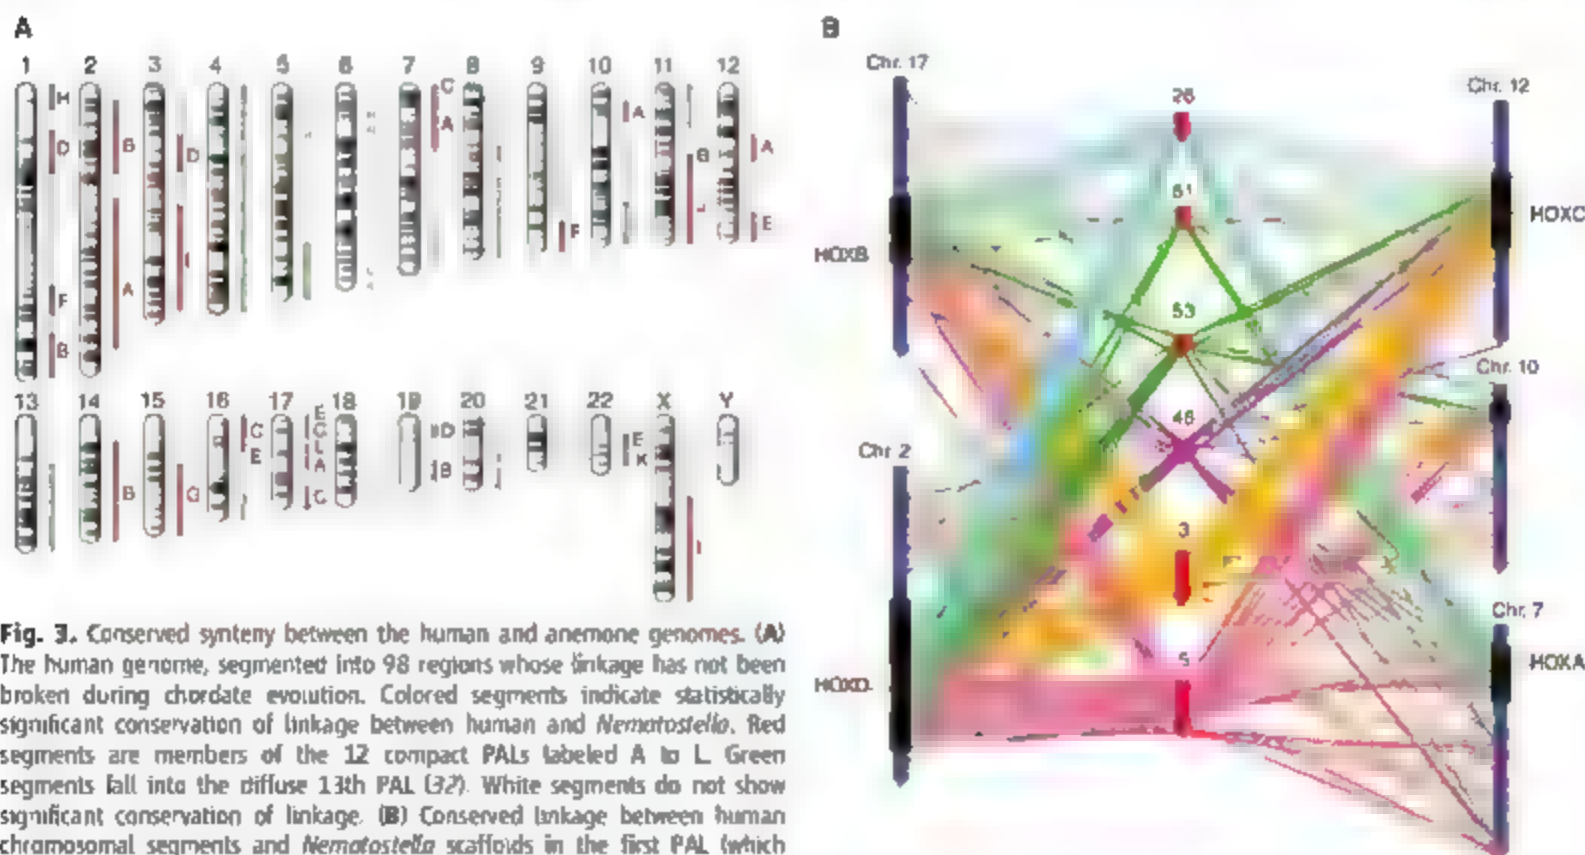 A
1 2 3 4 5 6 7 8 9 10 11 12
H
D
F
B
B
A
D
C
A
F
A
A
E
13 14 15 16 17 18 19 20 21 22 X Y
B
G
C
E
A
C
D
B
E
K
Fig. 3. Conserved synteny between the human and anemone genomes. (A)
The human genome, segmented into 98 regions whose linkage has not been
broken during chordate evolution. Colored segments indicate statistically
significant conservation of linkage between human and Nematostella. Red
segments are members of the 12 compact PALs labeled A to L. Green
segments fall into the diffuse 13th PAL (32). White segments do not show
significant conservation of linkage. (B) Conserved linkage between human
chromosomal segments and Nematostella scaffolds in the first PAL (which
B
Chr. 17
26
Chr. 12
61
HOXC
HOXB
53
Chr. 10
46
Chr. 2
3
Chr. 7
5
HOXA
HOXD